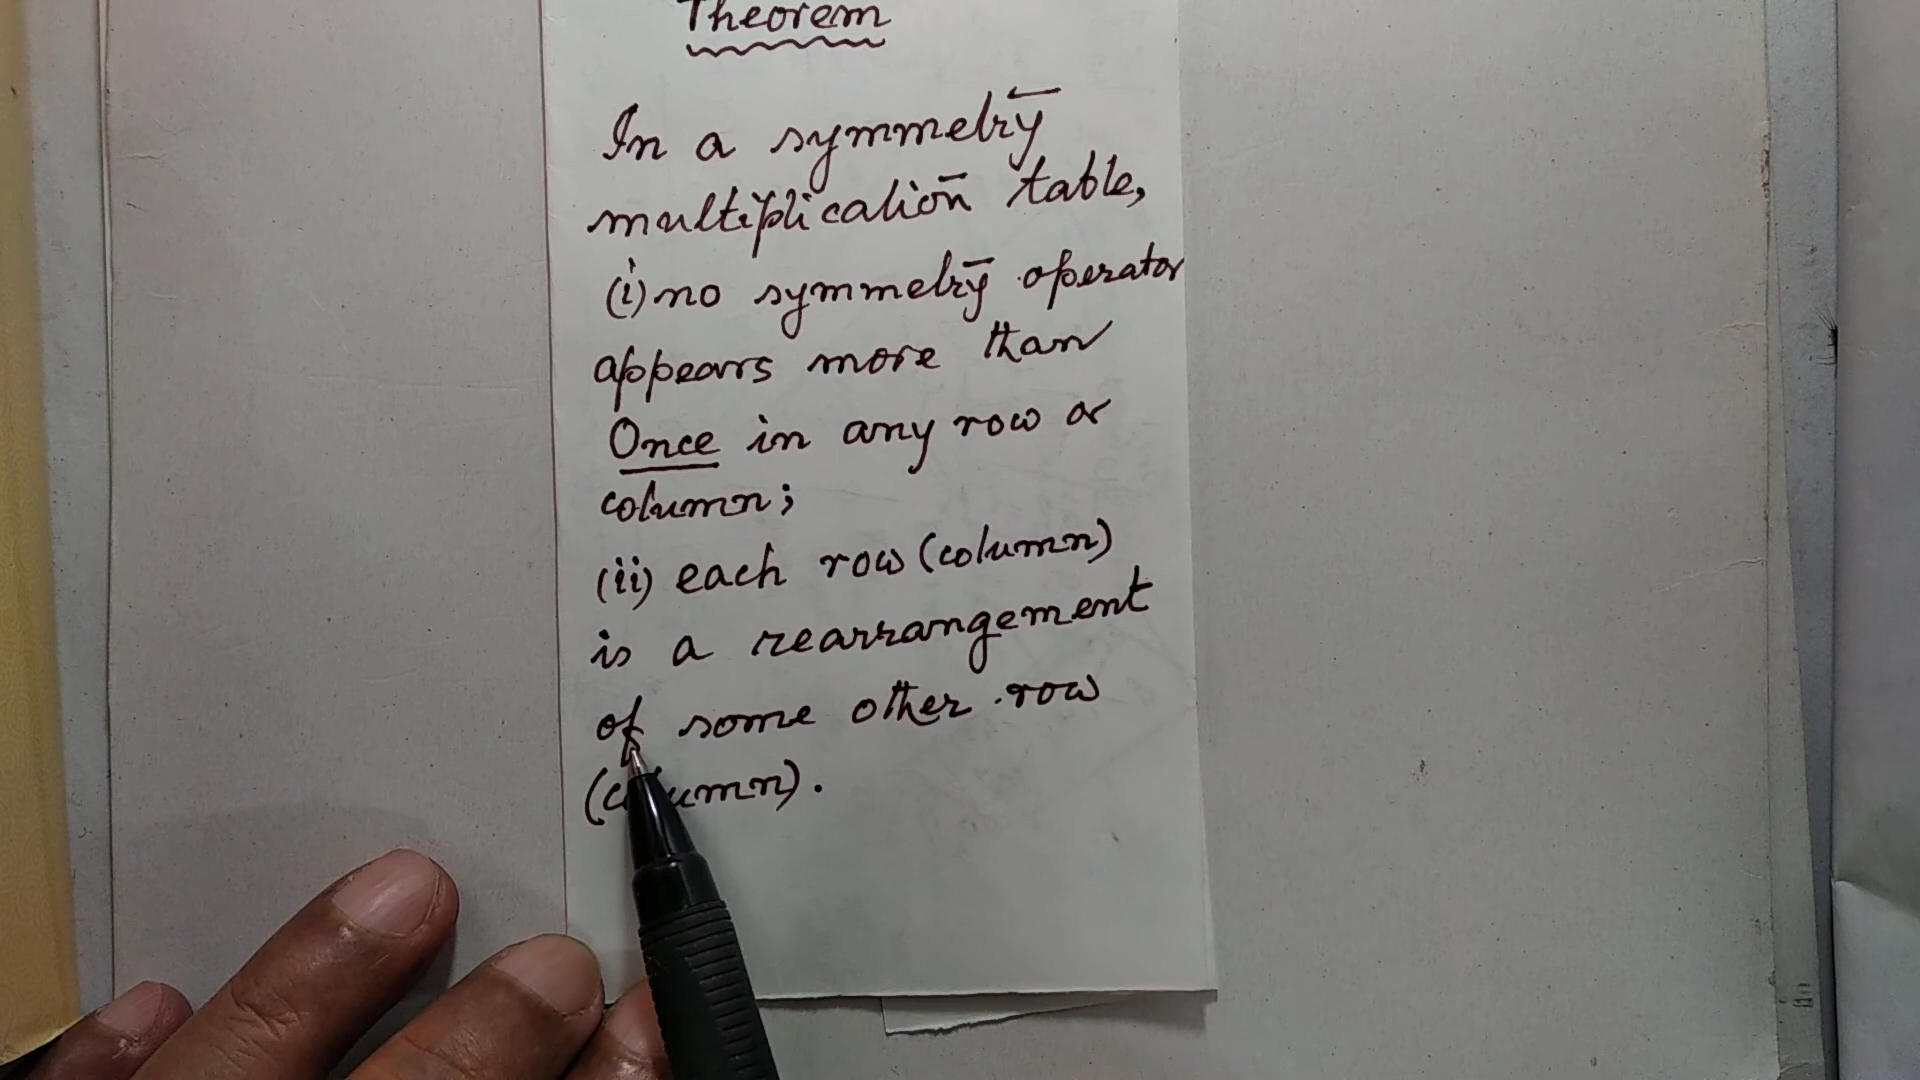 Theorem
In a symmetry
multiplication table,
(i) no symmetry operator
appears more than
Once in any row or
column;
(ii) each row (column)
is a rearrangement
of some other row
(column).